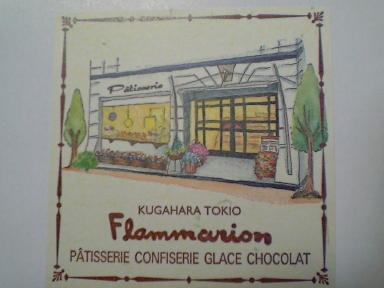 Pâtisserie
KUGAHARA TOKIO
Flammarion
PÂTISSERIE CONFISERIE GLACE CHOCOLAT